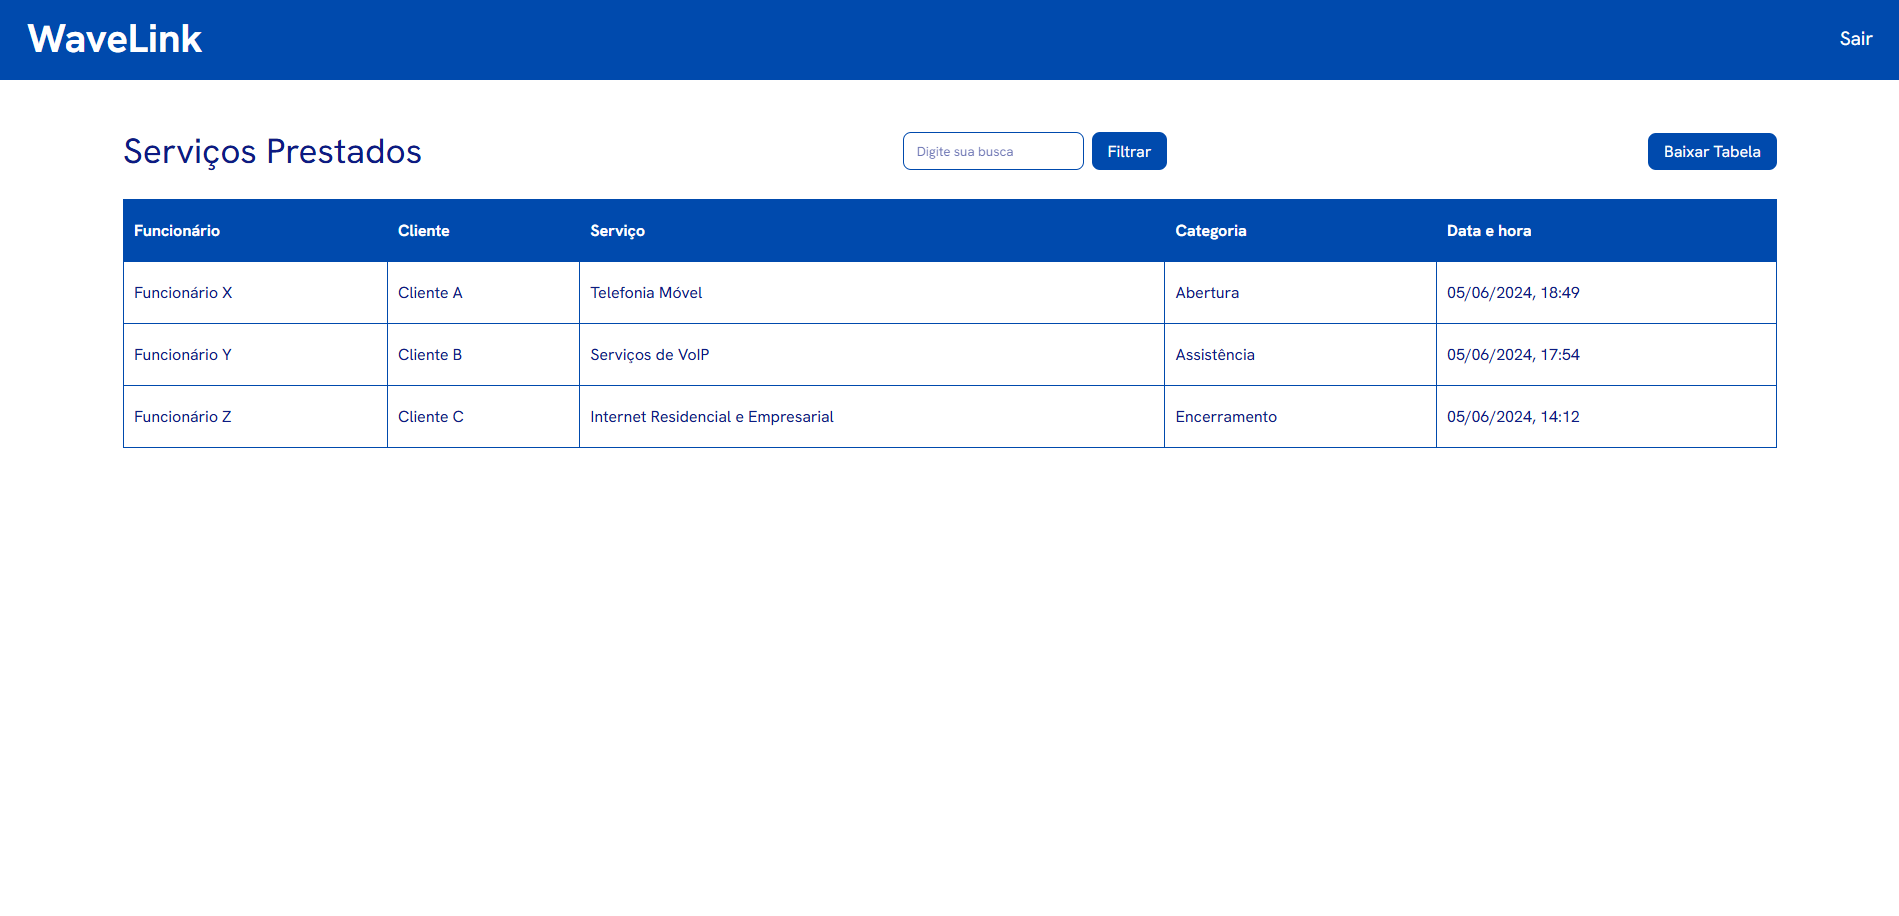 WaveLink Sair
Serviços Prestados Digite sua busca Filtrar Baixar Tabela
Funcionário Cliente Serviço Categoria Data e hora
Funcionário X Cliente A Telefonia Móvel Abertura 05/06/2024, 18:49
Funcionário Y Cliente B Serviços de VoIP Assistência 05/06/2024, 17:54
Funcionário Z Cliente C Internet Residencial e Empresarial Encerramento 05/06/2024, 14:12